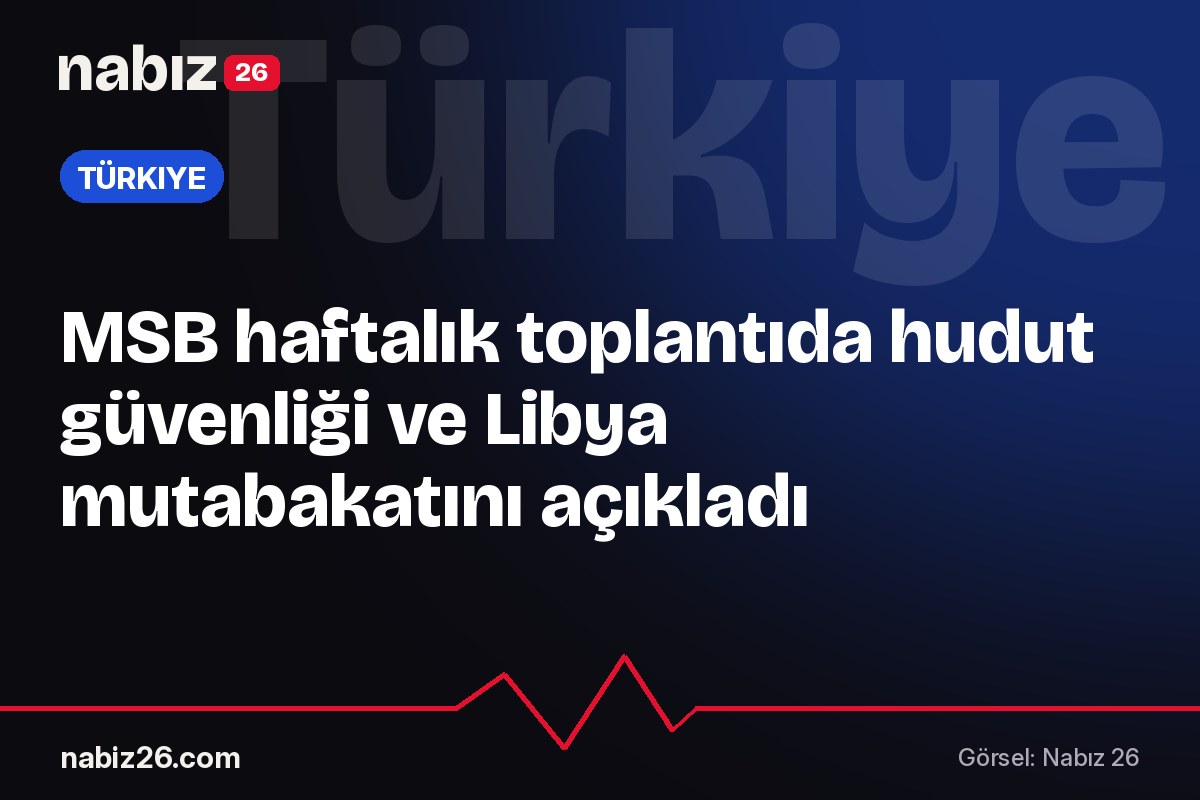 nabız 26
Türkiye
TÜRKIYE
MSB haftalık toplantıda hudut
güvenliği ve Libya
mutabakatını açıkladı
nabiz26.com
Görsel: Nabız 26